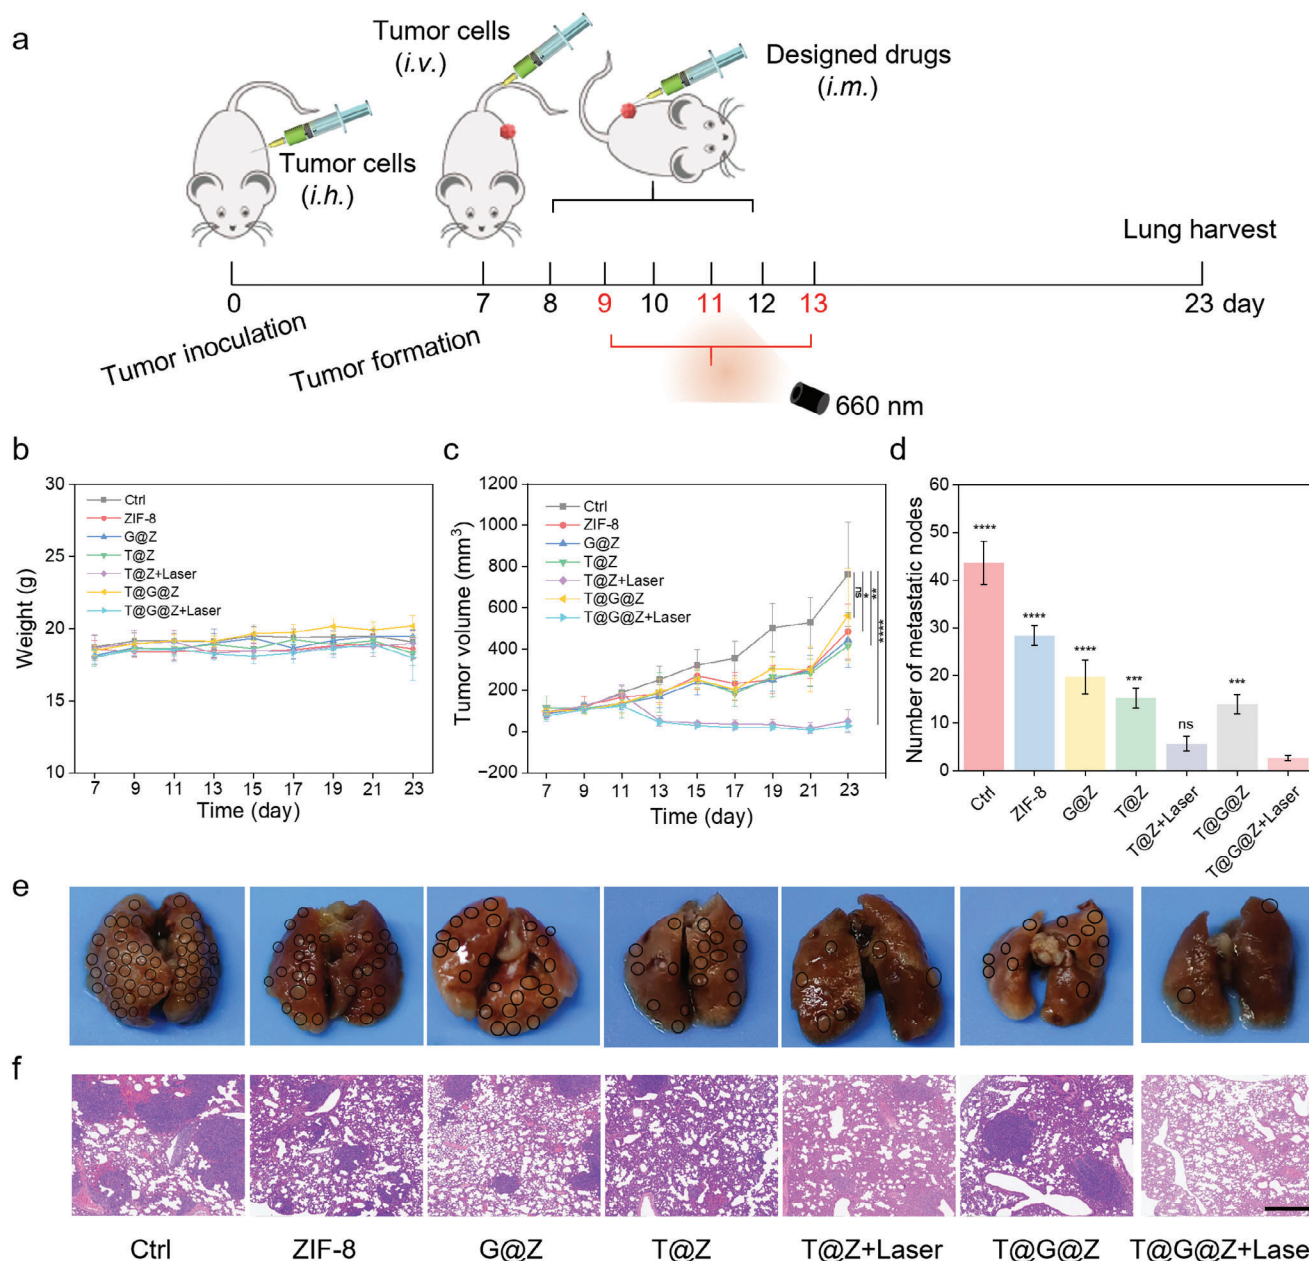 a
Tumor cells
(i.h.)
Tumor cells
(i.v.)
Designed drugs
(i.m.)
Lung harvest
0 7 8 9 10 11 12 13 23 day
Tumor inoculation
Tumor formation
660 nm
b
30
25
20
15
10
Weight (g)
Ctrl
ZIF-8
G@Z
T@Z
T@Z+Laser
T@G@Z
T@G@Z+Laser
7 9 11 13 15 17 19 21 23
Time (day)
c
1200
1000
800
600
400
200
0
−200
Tumor volume (mm³)
Ctrl
ZIF-8
G@Z
T@Z
T@Z+Laser
T@G@Z
T@G@Z+Laser
ns
*
**
****
7 9 11 13 15 17 19 21 23
Time (day)
d
60
50
40
30
20
10
0
Number of metastatic nodes
****
****
****
***
ns
***
Ctrl
ZIF-8
G@Z
T@Z
T@Z+Laser
T@G@Z
T@G@Z+Laser
e
f
Ctrl ZIF-8 G@Z T@Z T@Z+Laser T@G@Z T@G@Z+Laser